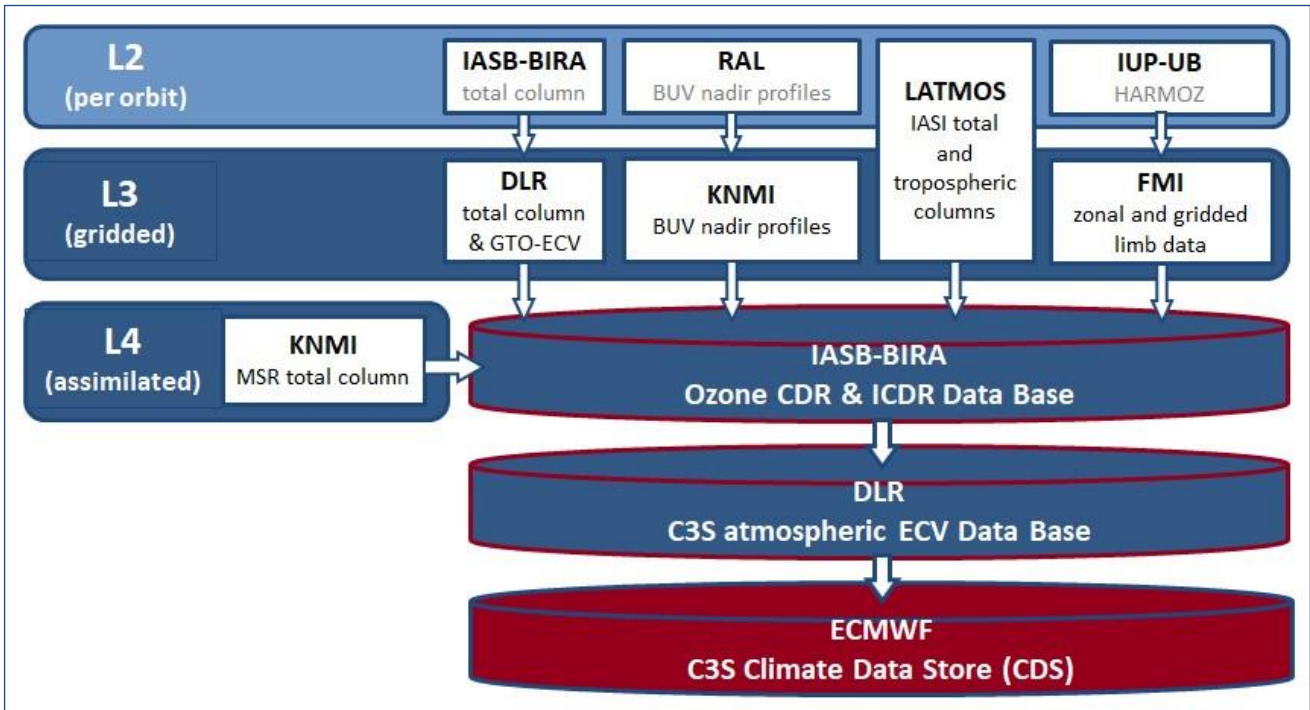 L2
(per orbit)
IASB-BIRA
total column
RAL
BUV nadir profiles
LATMOS
IASI total
and
tropospheric
columns
IUP-UB
HARMOZ
L3
(gridded)
DLR
total column
& GTO-ECV
KNMI
BUV nadir profiles
FMI
zonal and gridded
limb data
L4
(assimilated)
KNMI
MSR total column
IASB-BIRA
Ozone CDR & ICDR Data Base
DLR
C3S atmospheric ECV Data Base
ECMWF
C3S Climate Data Store (CDS)